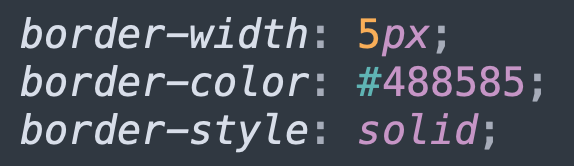 border-width: 5px;
border-color: #488585;
border-style: solid;